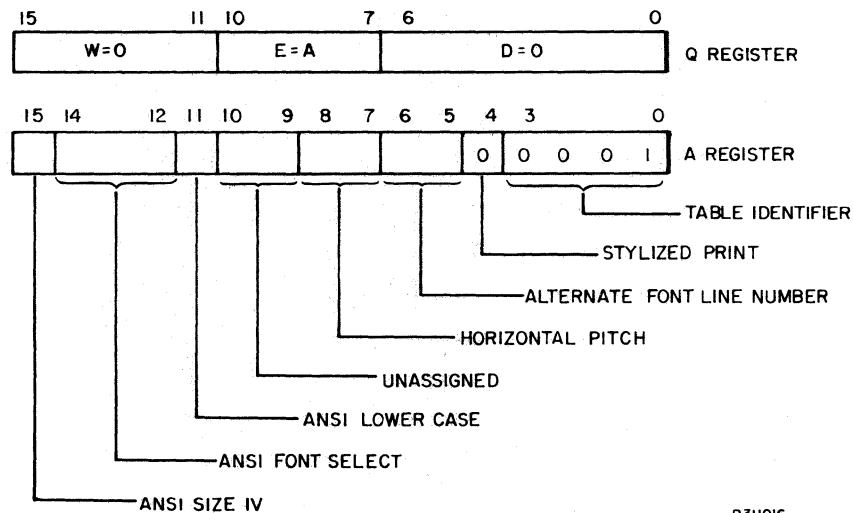 15 11 10 7 6 0
W=0 E=A D=0 Q REGISTER
15 14 12 11 10 9 8 7 6 5 4 3 0
0 0 0 0 1 A REGISTER
TABLE IDENTIFIER
STYLIZED PRINT
ALTERNATE FONT LINE NUMBER
HORIZONTAL PITCH
UNASSIGNED
ANSI LOWER CASE
ANSI FONT SELECT
ANSI SIZE IV